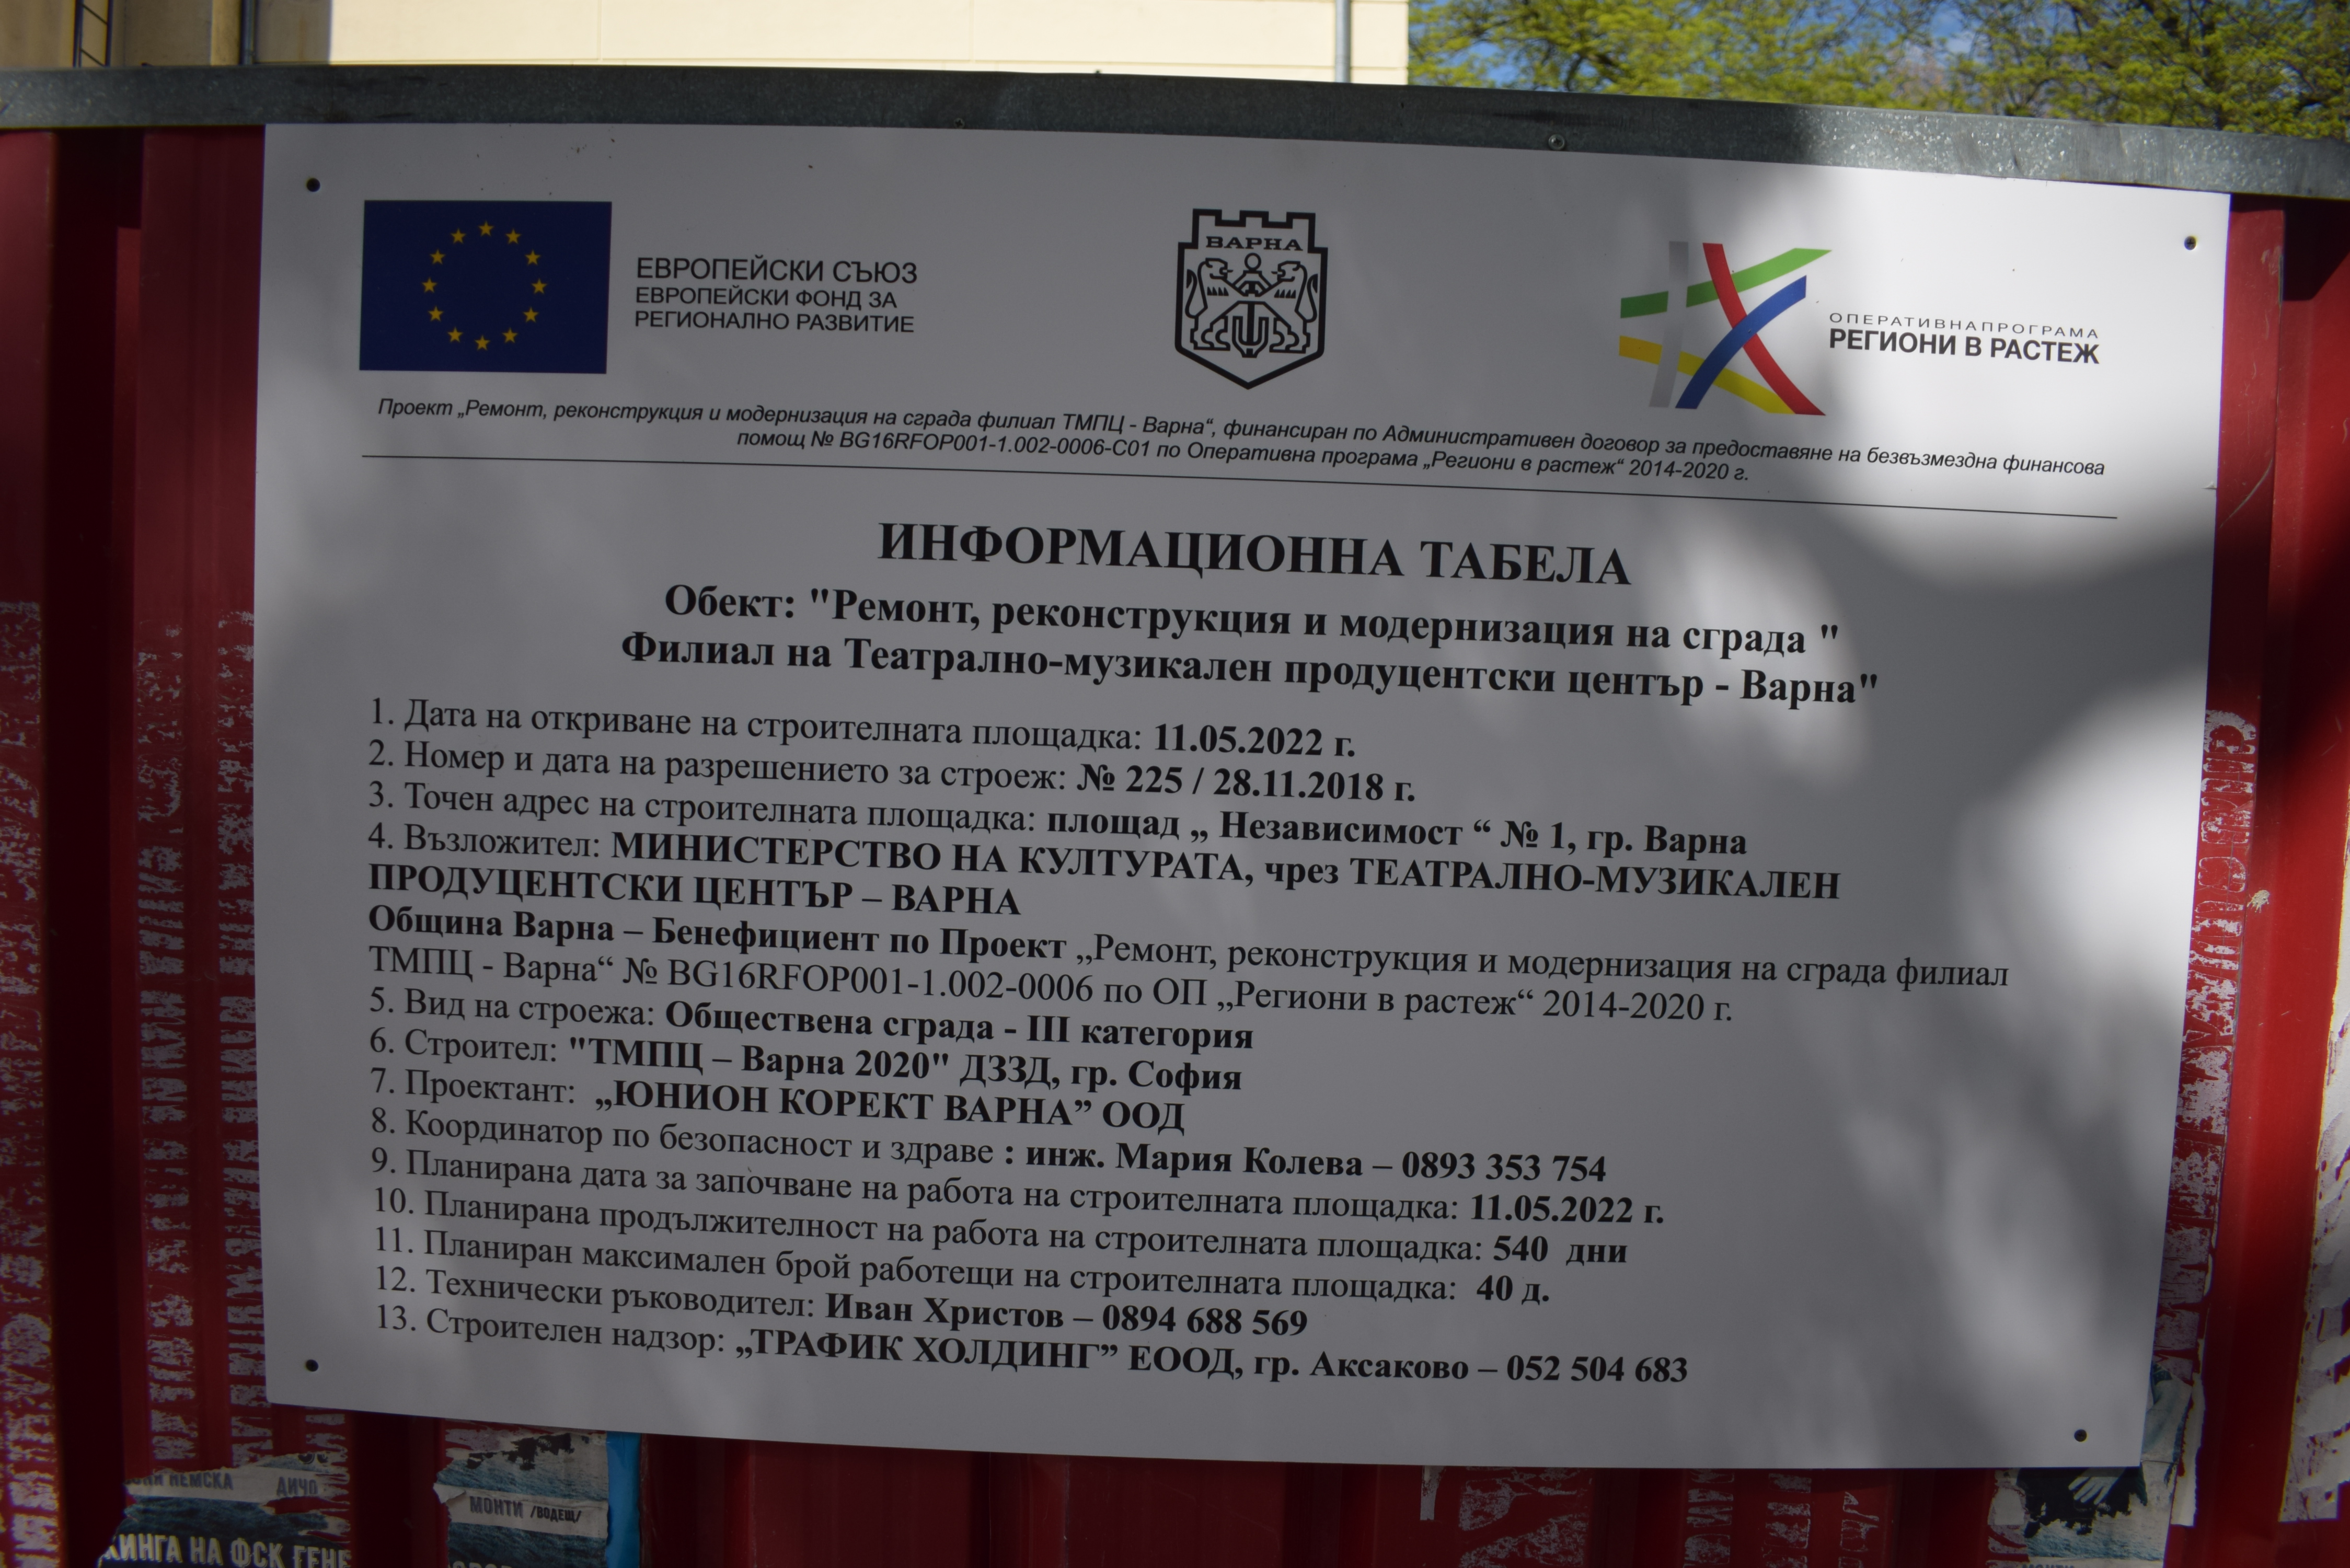 ЕВРОПЕЙСКИ СЪЮЗ
ЕВРОПЕЙСКИ ФОНД ЗА
РЕГИОНАЛНО РАЗВИТИЕ
ВАРНА
ОПЕРАТИВНА ПРОГРАМА
РЕГИОНИ В РАСТЕЖ
Проект „Ремонт, реконструкция и модернизация на сграда филиал ТМПЦ - Варна“, финансиран по Административен договор за предоставяне на безвъзмездна финансова
помощ № BG16RFOP001-1.002-0006-C01 по Оперативна програма „Региони в растеж“ 2014-2020 г.
ИНФОРМАЦИОННА ТАБЕЛА
Обект: "Ремонт, реконструкция и модернизация на сграда "
Филиал на Театрално-музикален продуцентски център - Варна"
1. Дата на откриване на строителната площадка: 11.05.2022 г.
2. Номер и дата на разрешението за строеж: № 225 / 28.11.2018 г.
3. Точен адрес на строителната площадка: площад „ Независимост “ № 1, гр. Варна
4. Възложител: МИНИСТЕРСТВО НА КУЛТУРАТА, чрез ТЕАТРАЛНО-МУЗИКАЛЕН
ПРОДУЦЕНТСКИ ЦЕНТЪР – ВАРНА
Община Варна – Бенефициент по Проект „Ремонт, реконструкция и модернизация на сграда филиал
ТМПЦ - Варна“ № BG16RFOP001-1.002-0006 по ОП „Региони в растеж“ 2014-2020 г.
5. Вид на строежа: Обществена сграда - III категория
6. Строител: "ТМПЦ – Варна 2020" ДЗЗД, гр. София
7. Проектант: „ЮНИОН КОРЕКТ ВАРНА” ООД
8. Координатор по безопасност и здраве : инж. Мария Колева – 0893 353 754
9. Планирана дата за започване на работа на строителната площадка: 11.05.2022 г.
10. Планирана продължителност на работа на строителната площадка: 540 дни
11. Планиран максимален брой работещи на строителната площадка: 40 д.
12. Технически ръководител: Иван Христов – 0894 688 569
13. Строителен надзор: „ТРАФИК ХОЛДИНГ” ЕООД, гр. Аксаково – 052 504 683
НЕМСКА ДИЧО
МОНТИ /ВОДЕЩ/
НА ФСК